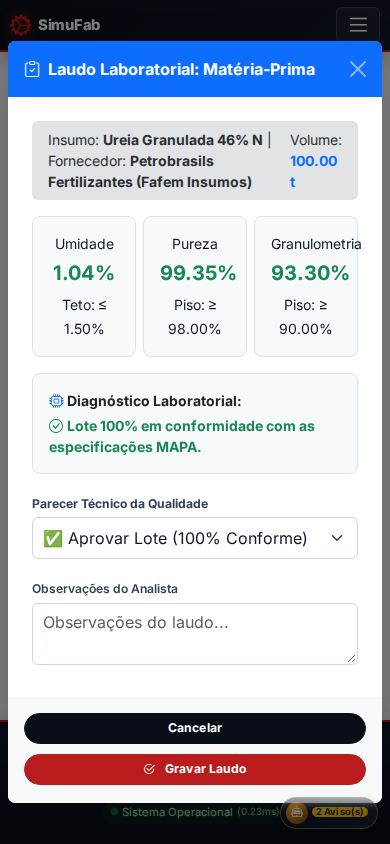 SimuFab
Laudo Laboratorial: Matéria-Prima
Insumo: Ureia Granulada 46% N |
Fornecedor: Petrobrasils
Fertilizantes (Fafem Insumos)
Volume:
100.00
t
Umidade
1.04%
Teto: ≤
1.50%
Pureza
99.35%
Piso: ≥
98.00%
Granulometria
93.30%
Piso: ≥
90.00%
Diagnóstico Laboratorial:
Lote 100% em conformidade com as
especificações MAPA.
Parecer Técnico da Qualidade
✅ Aprovar Lote (100% Conforme)
Observações do Analista
Observações do laudo...
Cancelar
Gravar Laudo
Sistema Operacional (0.23ms)
2 Aviso(s)